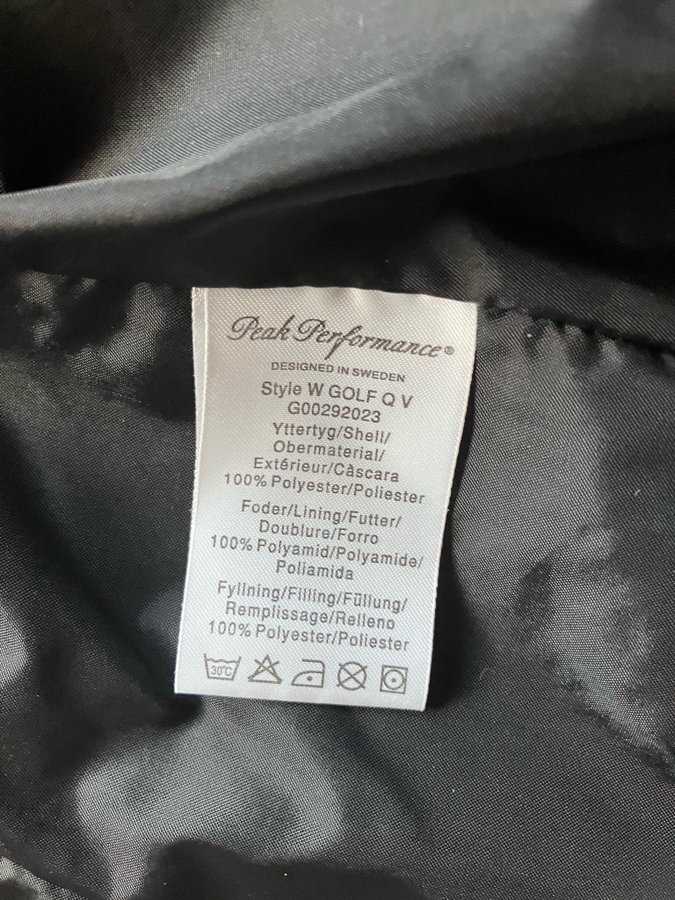 Peak Performance®
DESIGNED IN SWEDEN
Style W GOLF Q V
G00292023
Yttertyg/Shell/
Obermaterial/
Extérieur/Càscara
100% Polyester/Poliester
Foder/Lining/Futter/
Doublure/Forro
100% Polyamid/Polyamide/
Poliamida
Fyllning/Filling/Füllung/
Remplissage/Relleno
100% Polyester/Poliester
30°C